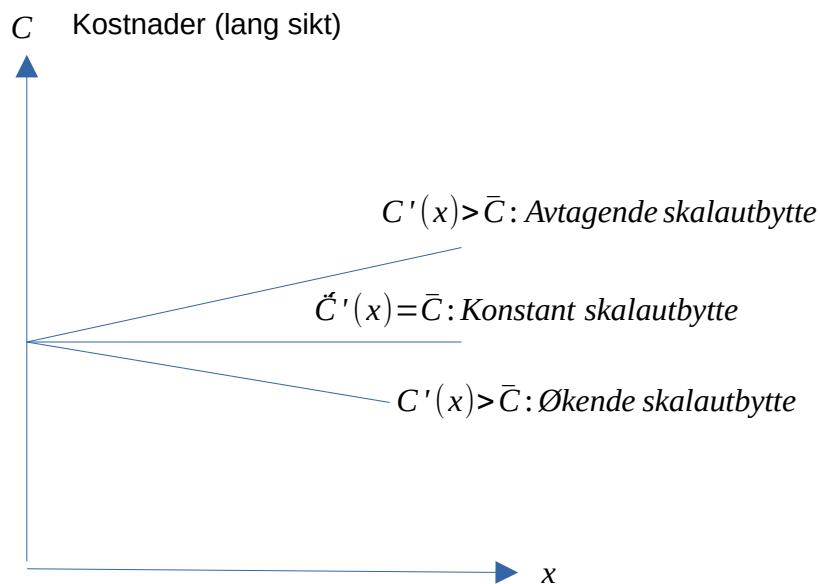 C Kostnader (lang sikt)
C'(x)>C̄: Avtagende skalautbytte
C̈́'(x)=C̄: Konstant skalautbytte
C'(x)>C̄: Økende skalautbytte
x